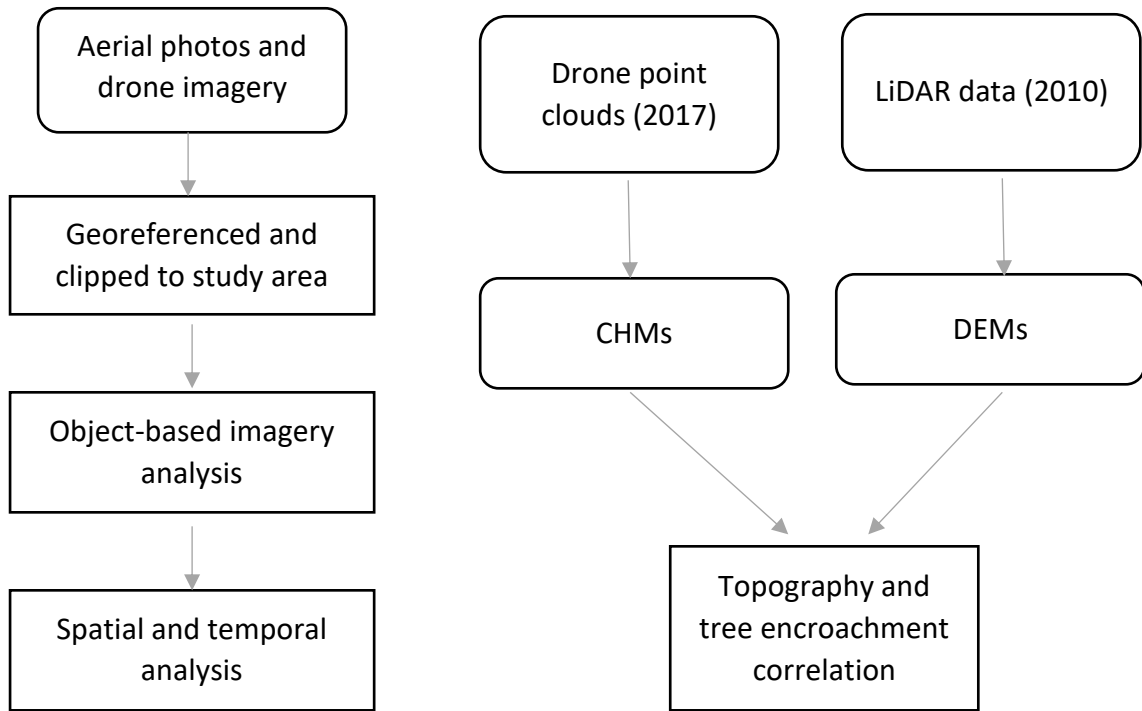 Aerial photos and
drone imagery
Georeferenced and
clipped to study area
Object-based imagery
analysis
Spatial and temporal
analysis
Drone point
clouds (2017)
LiDAR data (2010)
CHMs
DEMs
Topography and
tree encroachment
correlation